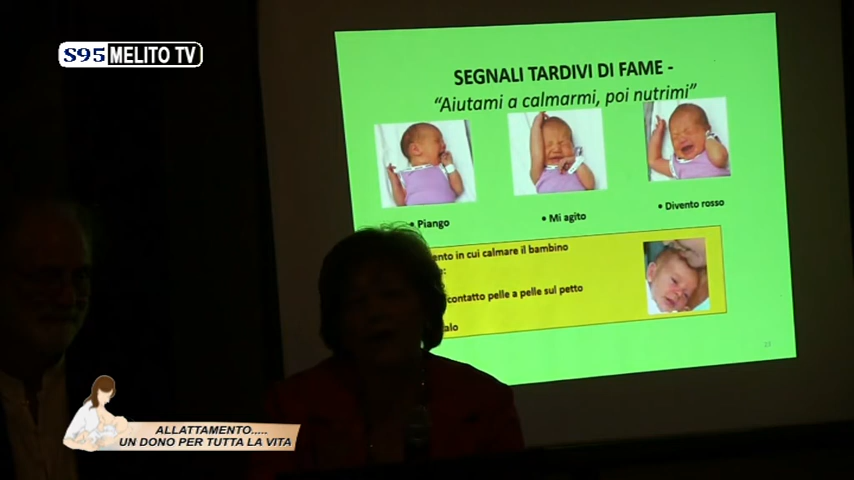 S95 MELITO TV
SEGNALI TARDIVI DI FAME -
“Aiutami a calmarmi, poi nutrimi”
• Piango
• Mi agito
• Divento rosso
in cui calmare il bambino
contatto pelle a pelle sul petto
ALLATTAMENTO.....
UN DONO PER TUTTA LA VITA